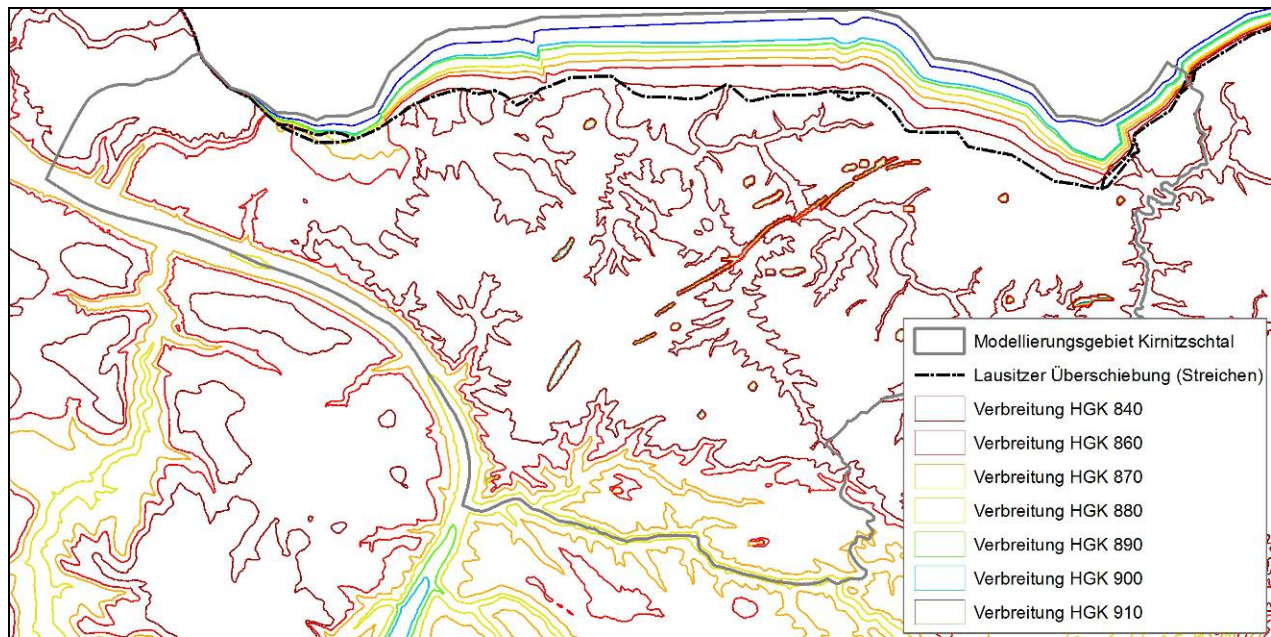 Modellierungsgebiet Kirnitzschtal
Lausitzer Überschiebung (Streichen)
Verbreitung HGK 840
Verbreitung HGK 860
Verbreitung HGK 870
Verbreitung HGK 880
Verbreitung HGK 890
Verbreitung HGK 900
Verbreitung HGK 910